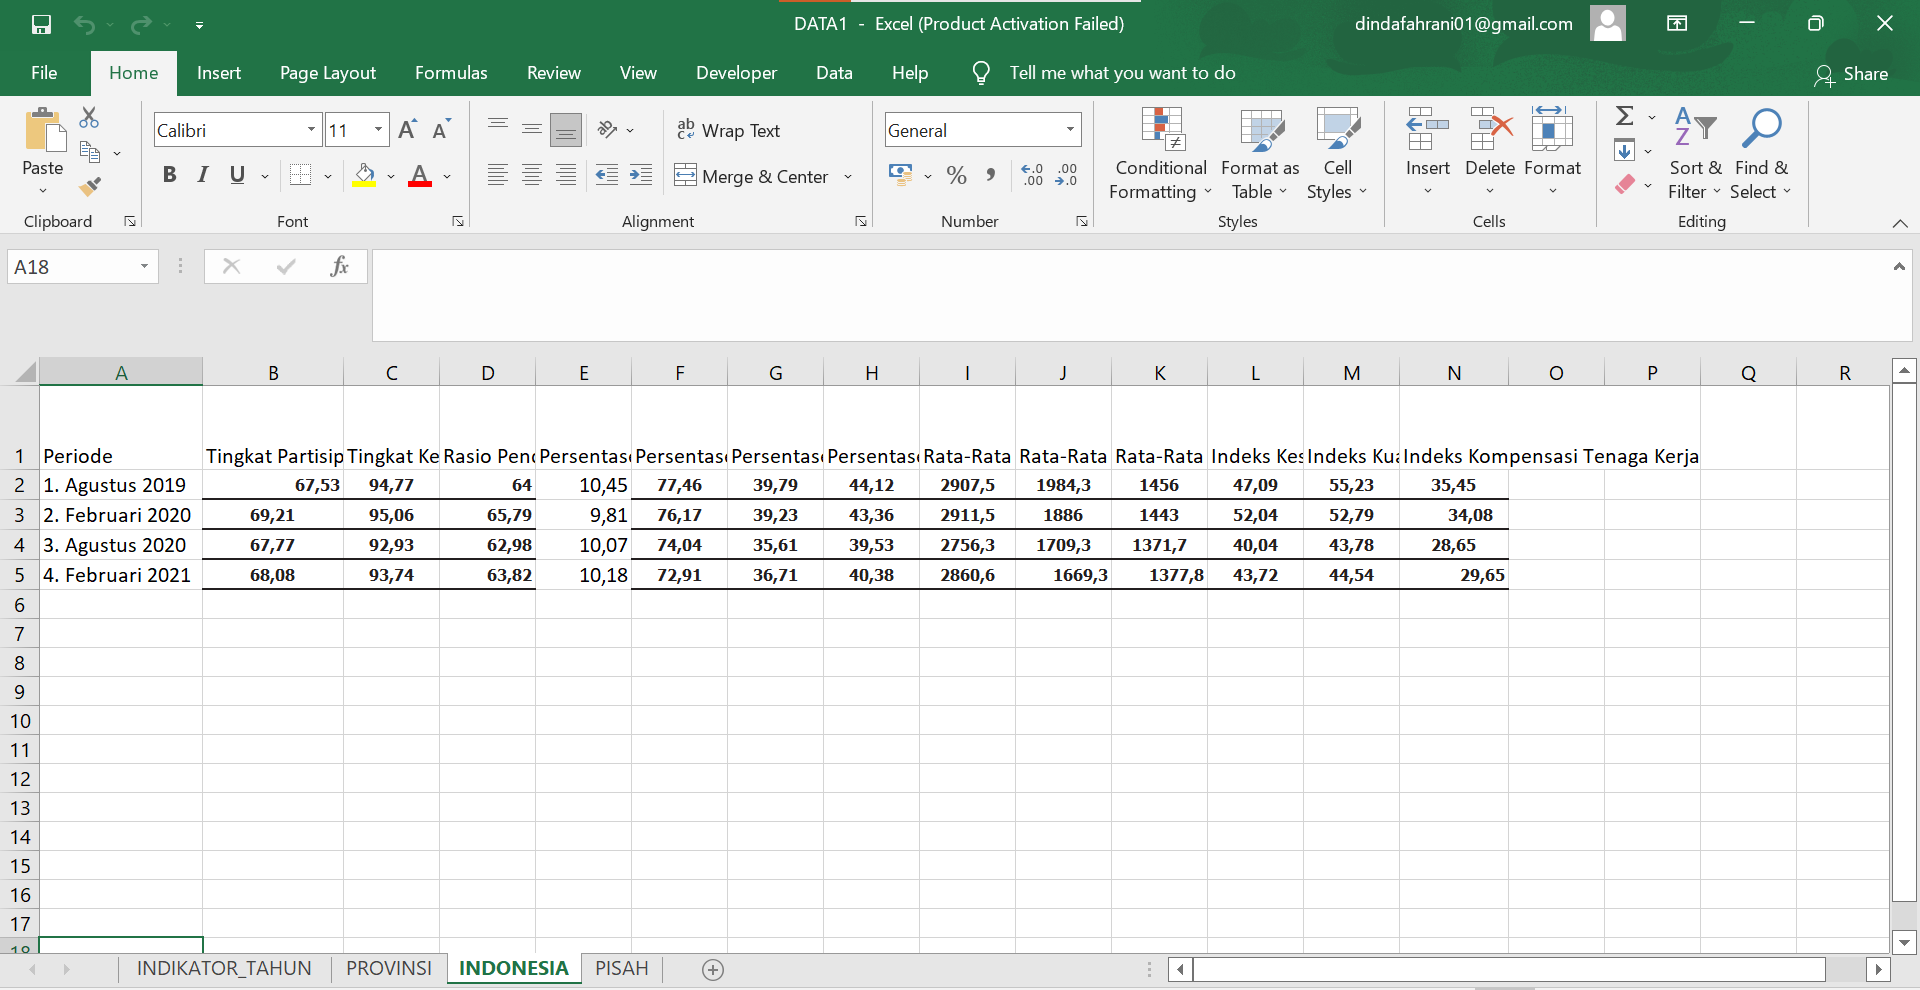 DATA1 - Excel (Product Activation Failed)
dindafahrani01@gmail.com
File Home Insert Page Layout Formulas Review View Developer Data Help Tell me what you want to do Share
Paste
Clipboard
Calibri 11
B I U
Font
Wrap Text
Merge & Center
Alignment
General
% ,
Number
Conditional Formatting
Format as Table
Cell Styles
Styles
Insert Delete Format
Cells
Sort & Filter
Find & Select
Editing
A18
fx
A B C D E F G H I J K L M N O P Q R
1 Periode Tingkat Partisip Tingkat Ke Rasio Pen Persentas Persentas Persentas Persentas Rata-Rata Rata-Rata Rata-Rata Indeks Kes Indeks Kua Indeks Kompensasi Tenaga Kerja
2 1. Agustus 2019 67,53 94,77 64 10,45 77,46 39,79 44,12 2907,5 1984,3 1456 47,09 55,23 35,45
3 2. Februari 2020 69,21 95,06 65,79 9,81 76,17 39,23 43,36 2911,5 1886 1443 52,04 52,79 34,08
4 3. Agustus 2020 67,77 92,93 62,98 10,07 74,04 35,61 39,53 2756,3 1709,3 1371,7 40,04 43,78 28,65
5 4. Februari 2021 68,08 93,74 63,82 10,18 72,91 36,71 40,38 2860,6 1669,3 1377,8 43,72 44,54 29,65
6
7
8
9
10
11
12
13
14
15
16
17
18
INDIKATOR_TAHUN PROVINSI INDONESIA PISAH